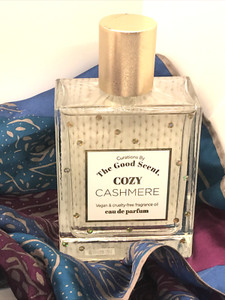 Curations By
The Good Scent.
COZY
CASHMERE
Vegan & cruelty-free fragrance oil
eau de parfum